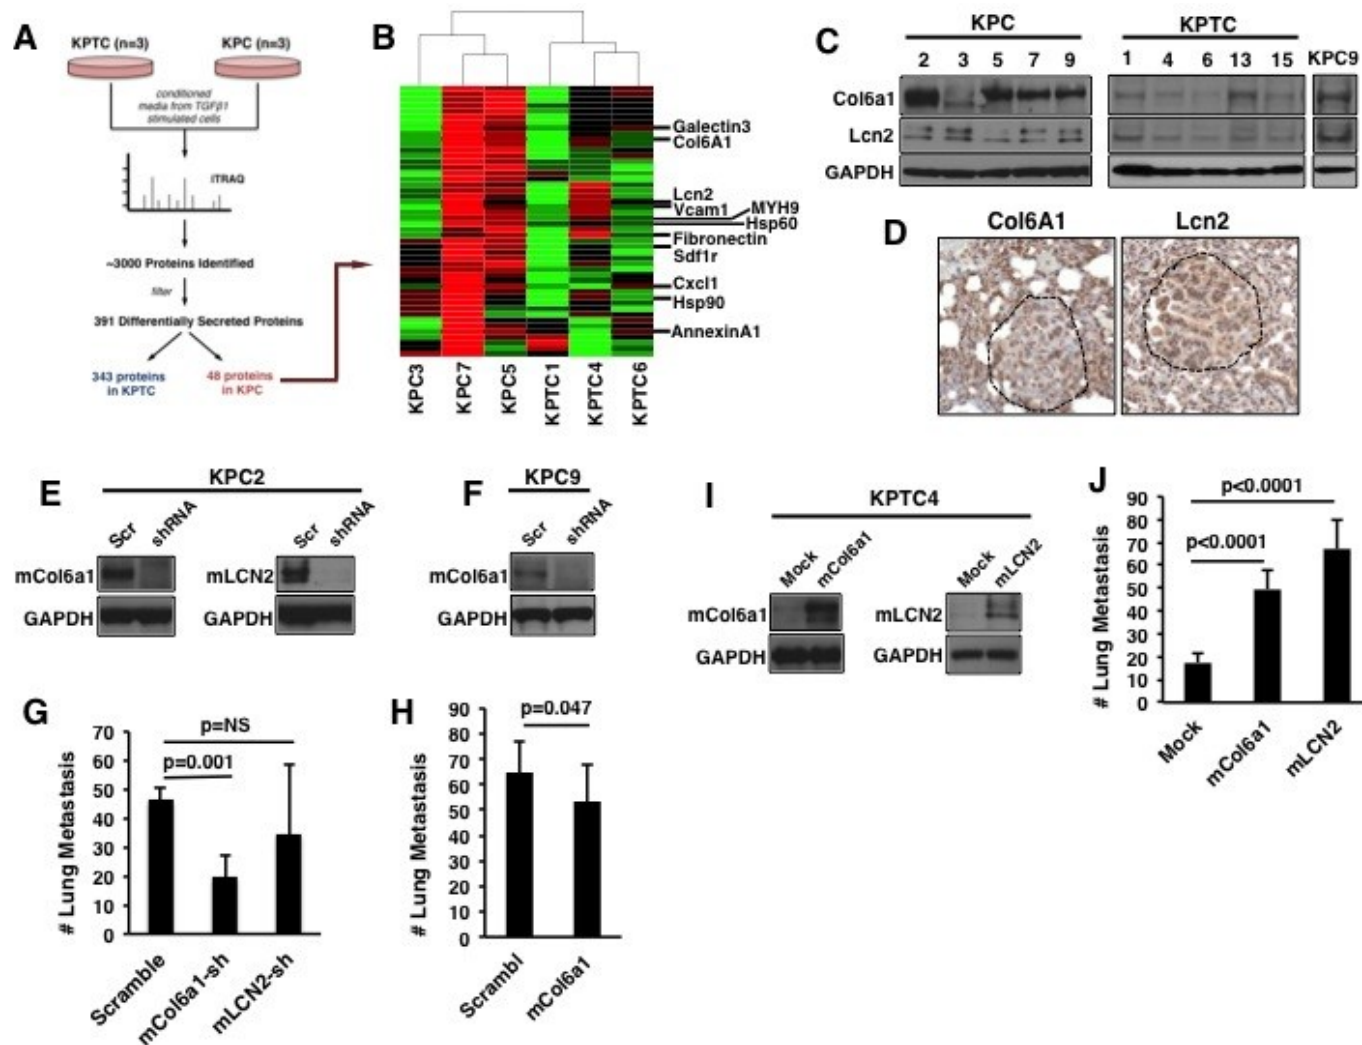 A
KPTC (n=3)
KPC (n=3)
conditioned
media from TGFβ1
stimulated cells
iTRAQ
~3000 Proteins Identified
filter
391 Differentially Secreted Proteins
343 proteins
in KPTC
48 proteins
in KPC
B
Galectin3
Col6A1
Lcn2
Vcam1
MYH9
Hsp60
Fibronectin
Sdf1r
Cxcl1
Hsp90
AnnexinA1
KPC3
KPC7
KPC5
KPTC1
KPTC4
KPTC6
C
KPC
KPTC
2 3 5 7 9
1 4 6 13 15
KPC9
Col6a1
Lcn2
GAPDH
D
Col6A1
Lcn2
E
KPC2
Scr
shRNA
Scr
shRNA
mCol6a1
mLCN2
GAPDH
GAPDH
F
KPC9
Scr
shRNA
mCol6a1
GAPDH
G
# Lung Metastasis
70
60
50
40
30
20
10
0
p=NS
p=0.001
Scramble
mCol6a1-sh
mLCN2-sh
H
# Lung Metastasis
90
80
70
60
50
40
30
20
10
0
p=0.047
Scrambl
mCol6a1
I
KPTC4
Mock
mCol6a1
Mock
mLCN2
mCol6a1
mLCN2
GAPDH
GAPDH
J
# Lung Metastasis
90
80
70
60
50
40
30
20
10
0
p<0.0001
p<0.0001
Mock
mCol6a1
mLCN2